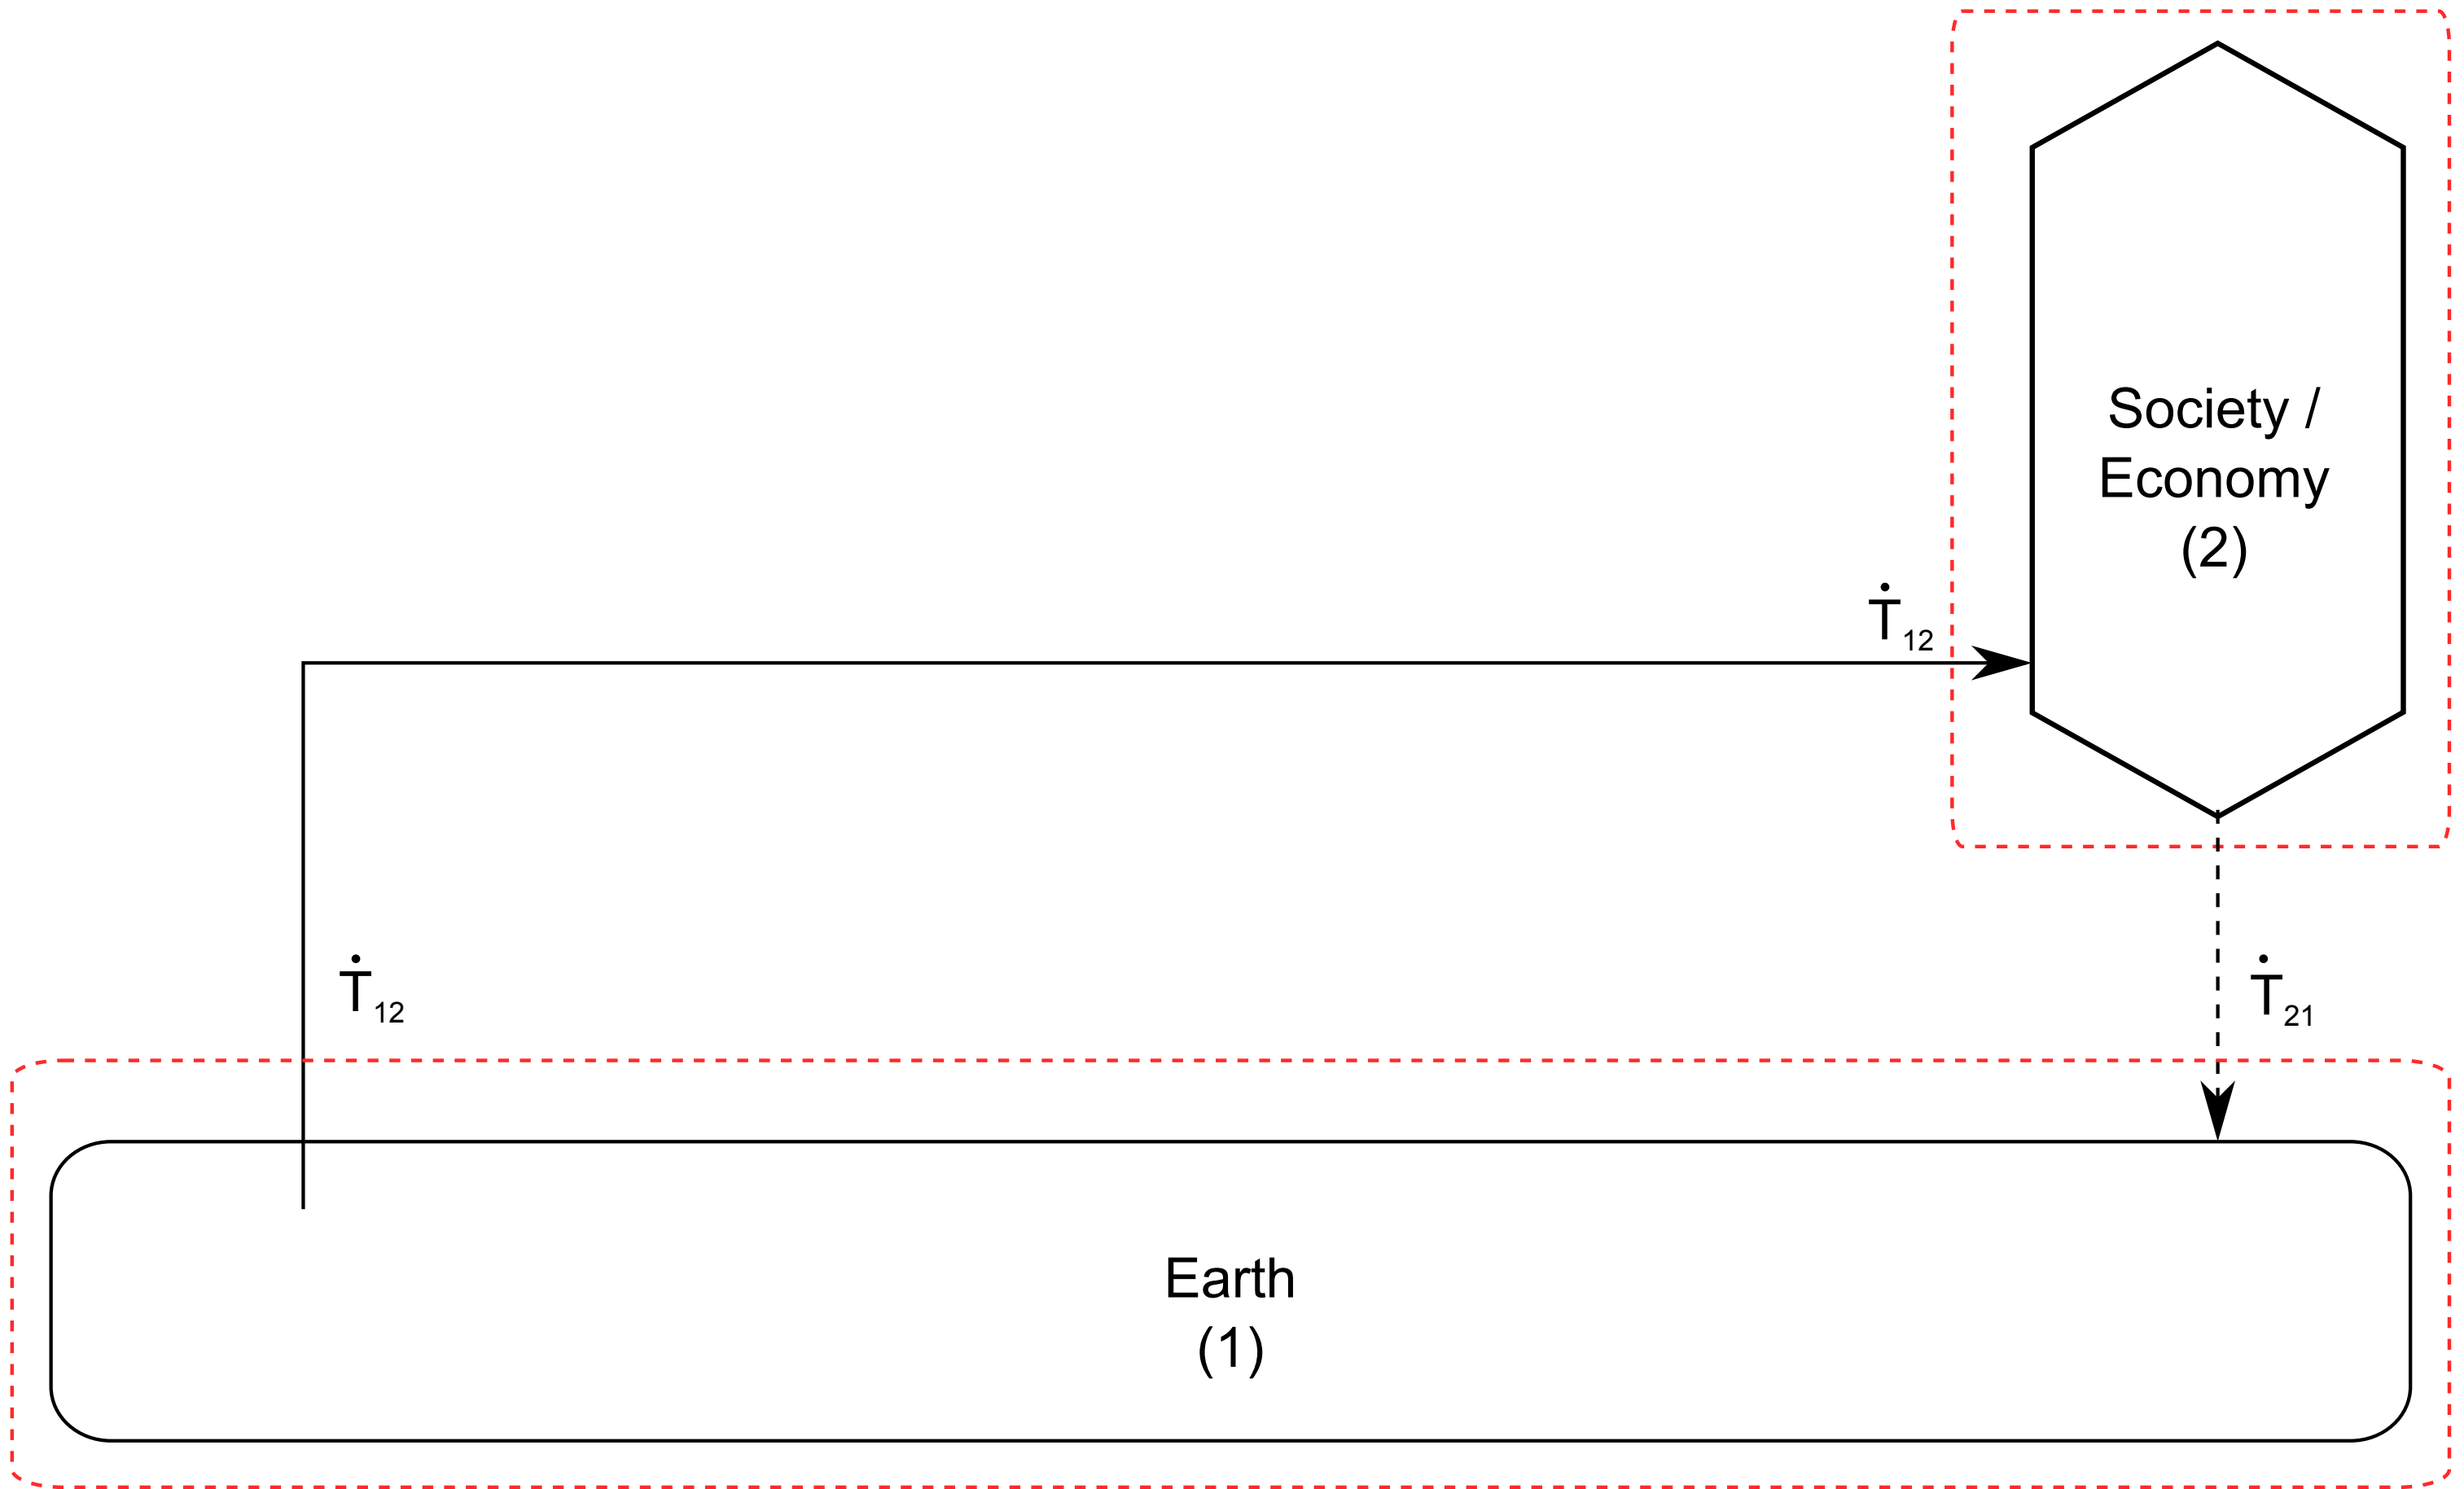 Society /
Economy
(2)
Ṫ₁₂
Ṫ₁₂
Ṫ₂₁
Earth
(1)